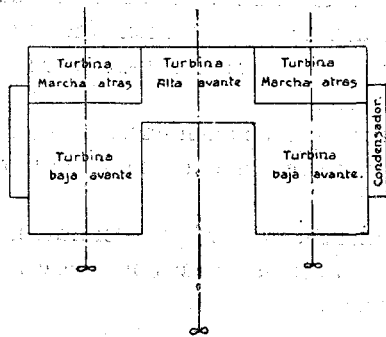 Turbina
Marcha atras
Turbina
Alta avante
Turbina
Marcha atras
Turbina
baja avante
Turbina
baja avante.
Condensador.